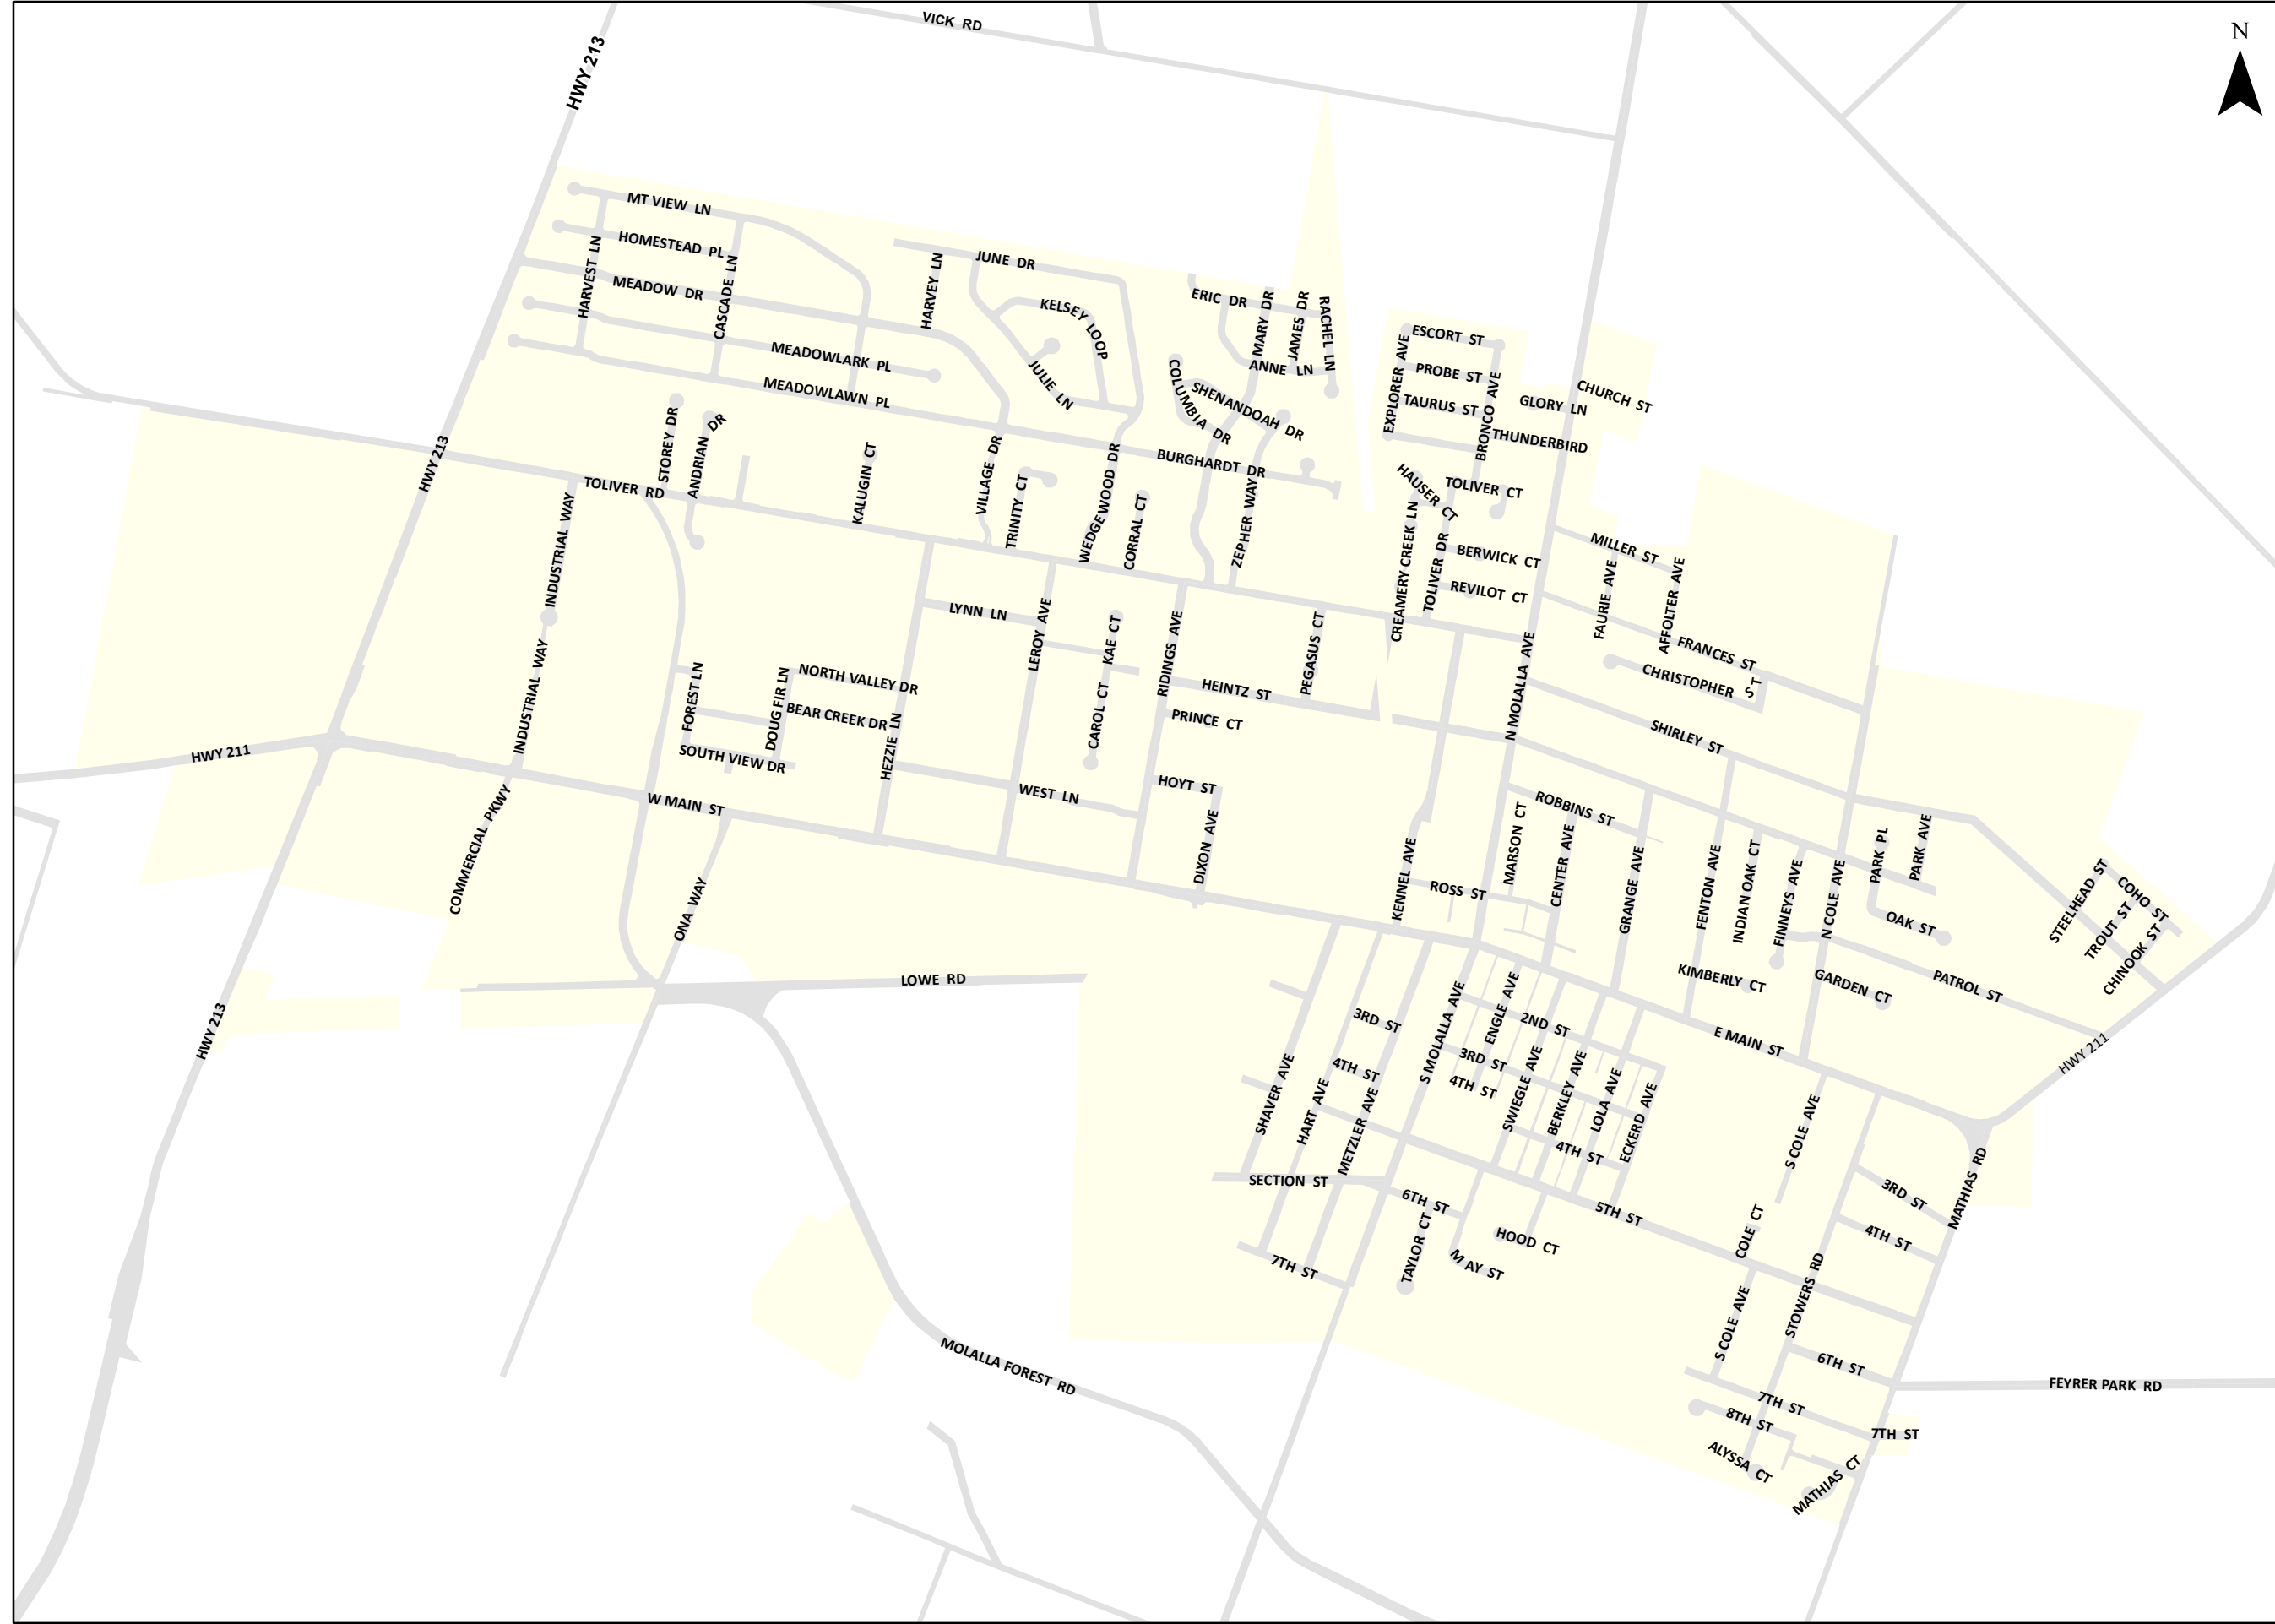 VICK RD
N
HWY 213
MT VIEW LN
HOMESTEAD PL
HARVEST LN
MEADOW DR
CASCADE LN
HARVEY LN
JUNE DR
KELSEY LOOP
JULIE LN
ERIC DR
MARY DR
JAMES DR
RACHEL LN
ANNE LN
COLUMBIA DR
SHENANDOAH DR
EXPLORER AVE
ESCORT ST
PROBE ST
TAURUS ST
BRONCO AVE
GLORY LN
CHURCH ST
THUNDERBIRD
MEADOWLARK PL
MEADOWLAWN PL
STOREY DR
ANDRIAN DR
KALUGIN CT
VILLAGE DR
TRINITY CT
WEDGEWOOD DR
CORRAL CT
BURGHARDT DR
ZEPHER WAY
HAUSER CT
TOLIVER CT
CREAMERY CREEK LN
TOLIVER DR
BERWICK CT
REVILOT CT
MILLER ST
FAURIE AVE
AFFOLTER AVE
FRANCES ST
CHRISTOPHER ST
HWY 213
TOLIVER RD
INDUSTRIAL WAY
INDUSTRIAL WAY
LYNN LN
LEROY AVE
KAE CT
CAROL CT
RIDINGS AVE
HEINTZ ST
PEGASUS CT
PRINCE CT
N MOLALLA AVE
SHIRLEY ST
FOREST LN
DOUG FIR LN
NORTH VALLEY DR
BEAR CREEK DR
HEZZIE LN
SOUTH VIEW DR
HWY 211
COMMERCIAL PKWY
W MAIN ST
WEST LN
HOYT ST
DIXON AVE
KENNEL AVE
ROSS ST
MARSON CT
ROBBINS ST
CENTER AVE
GRANGE AVE
FENTON AVE
INDIAN OAK CT
FINNEYS AVE
N COLE AVE
PARK PL
PARK AVE
OAK ST
STEELHEAD ST
COHO ST
TROUT ST
CHINOOK ST
KIMBERLY CT
GARDEN CT
PATROL ST
ONA WAY
LOWE RD
HWY 213
3RD ST
4TH ST
SHAVER AVE
HART AVE
METZLER AVE
S MOLALLA AVE
ENGLE AVE
2ND ST
3RD ST
4TH ST
SWIEGLE AVE
BERKLEY AVE
LOLA AVE
ECKERD AVE
4TH ST
E MAIN ST
HWY 211
S COLE AVE
MATHIAS RD
3RD ST
4TH ST
SECTION ST
6TH ST
TAYLOR CT
MAY ST
HOOD CT
5TH ST
7TH ST
COLE CT
S COLE AVE
STOWERS RD
6TH ST
FEYRER PARK RD
7TH ST
8TH ST
7TH ST
ALYSSA CT
MATHIAS CT
MOLALLA FOREST RD